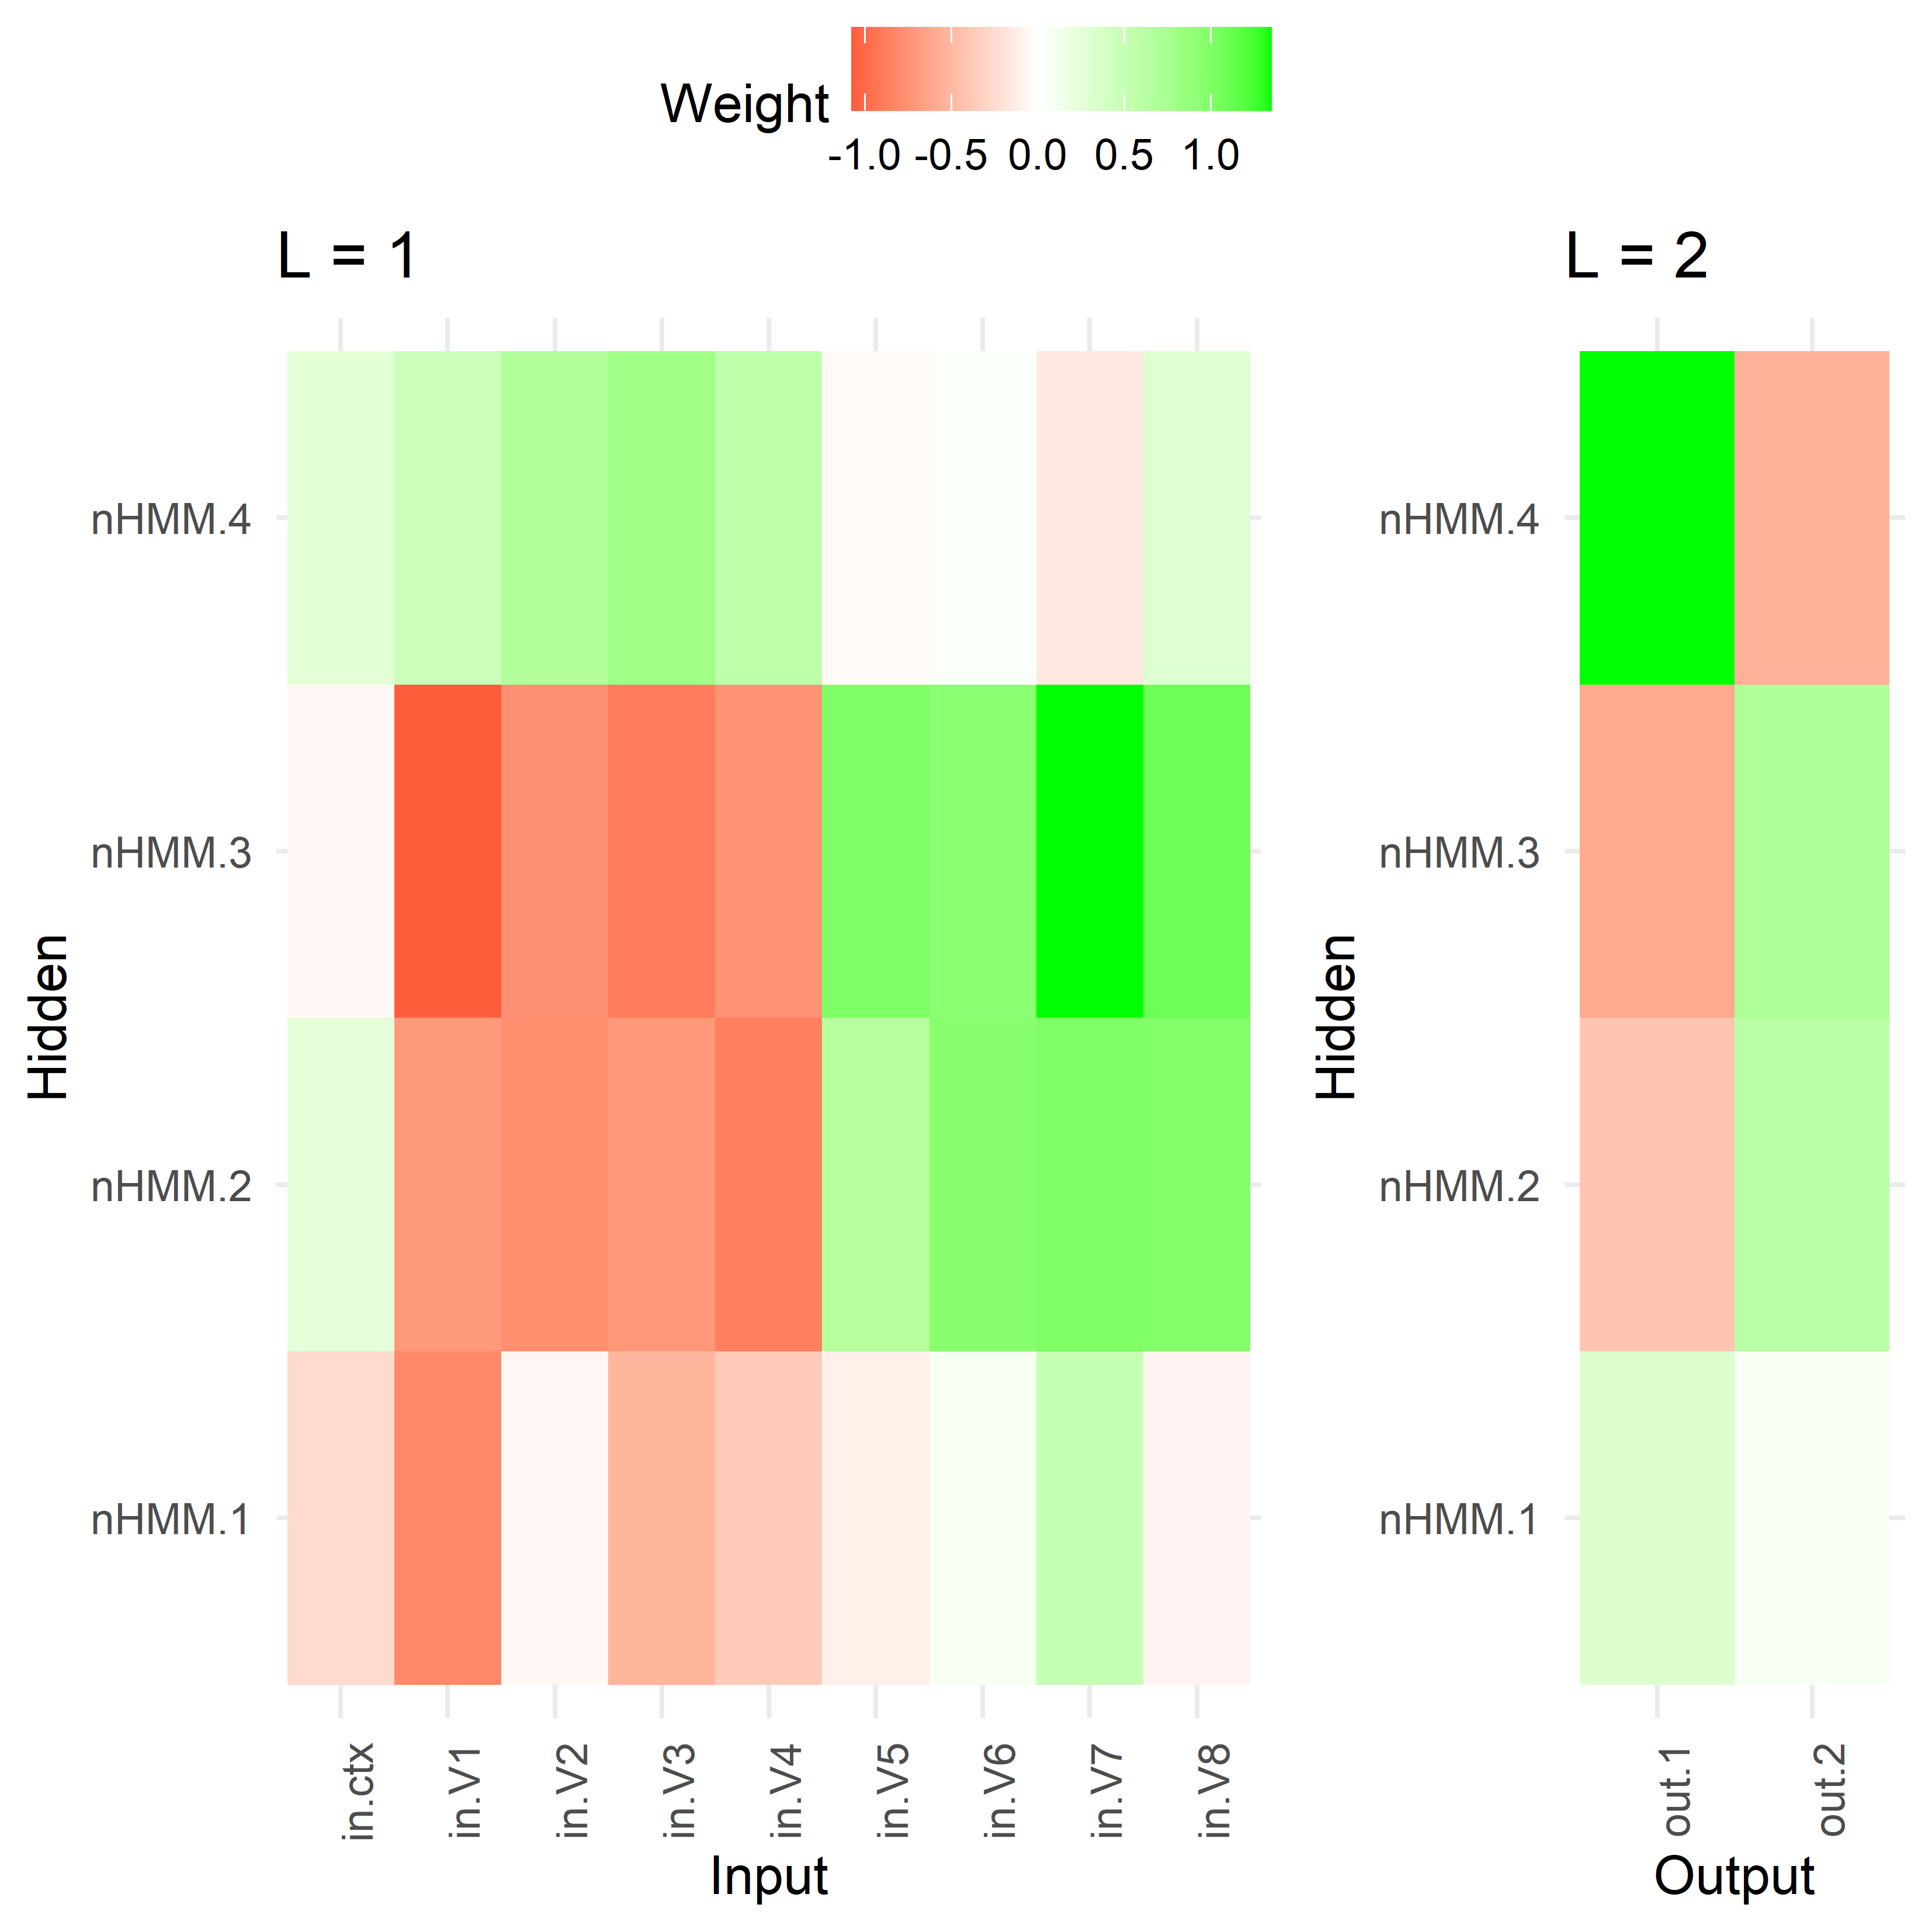 Weight
-1.0 -0.5 0.0 0.5 1.0
L = 1
L = 2
Hidden
nHMM.4
nHMM.3
nHMM.2
nHMM.1
in.ctx in.V1 in.V2 in.V3 in.V4 in.V5 in.V6 in.V7 in.V8
Input
Hidden
nHMM.4
nHMM.3
nHMM.2
nHMM.1
out.1 out.2
Output